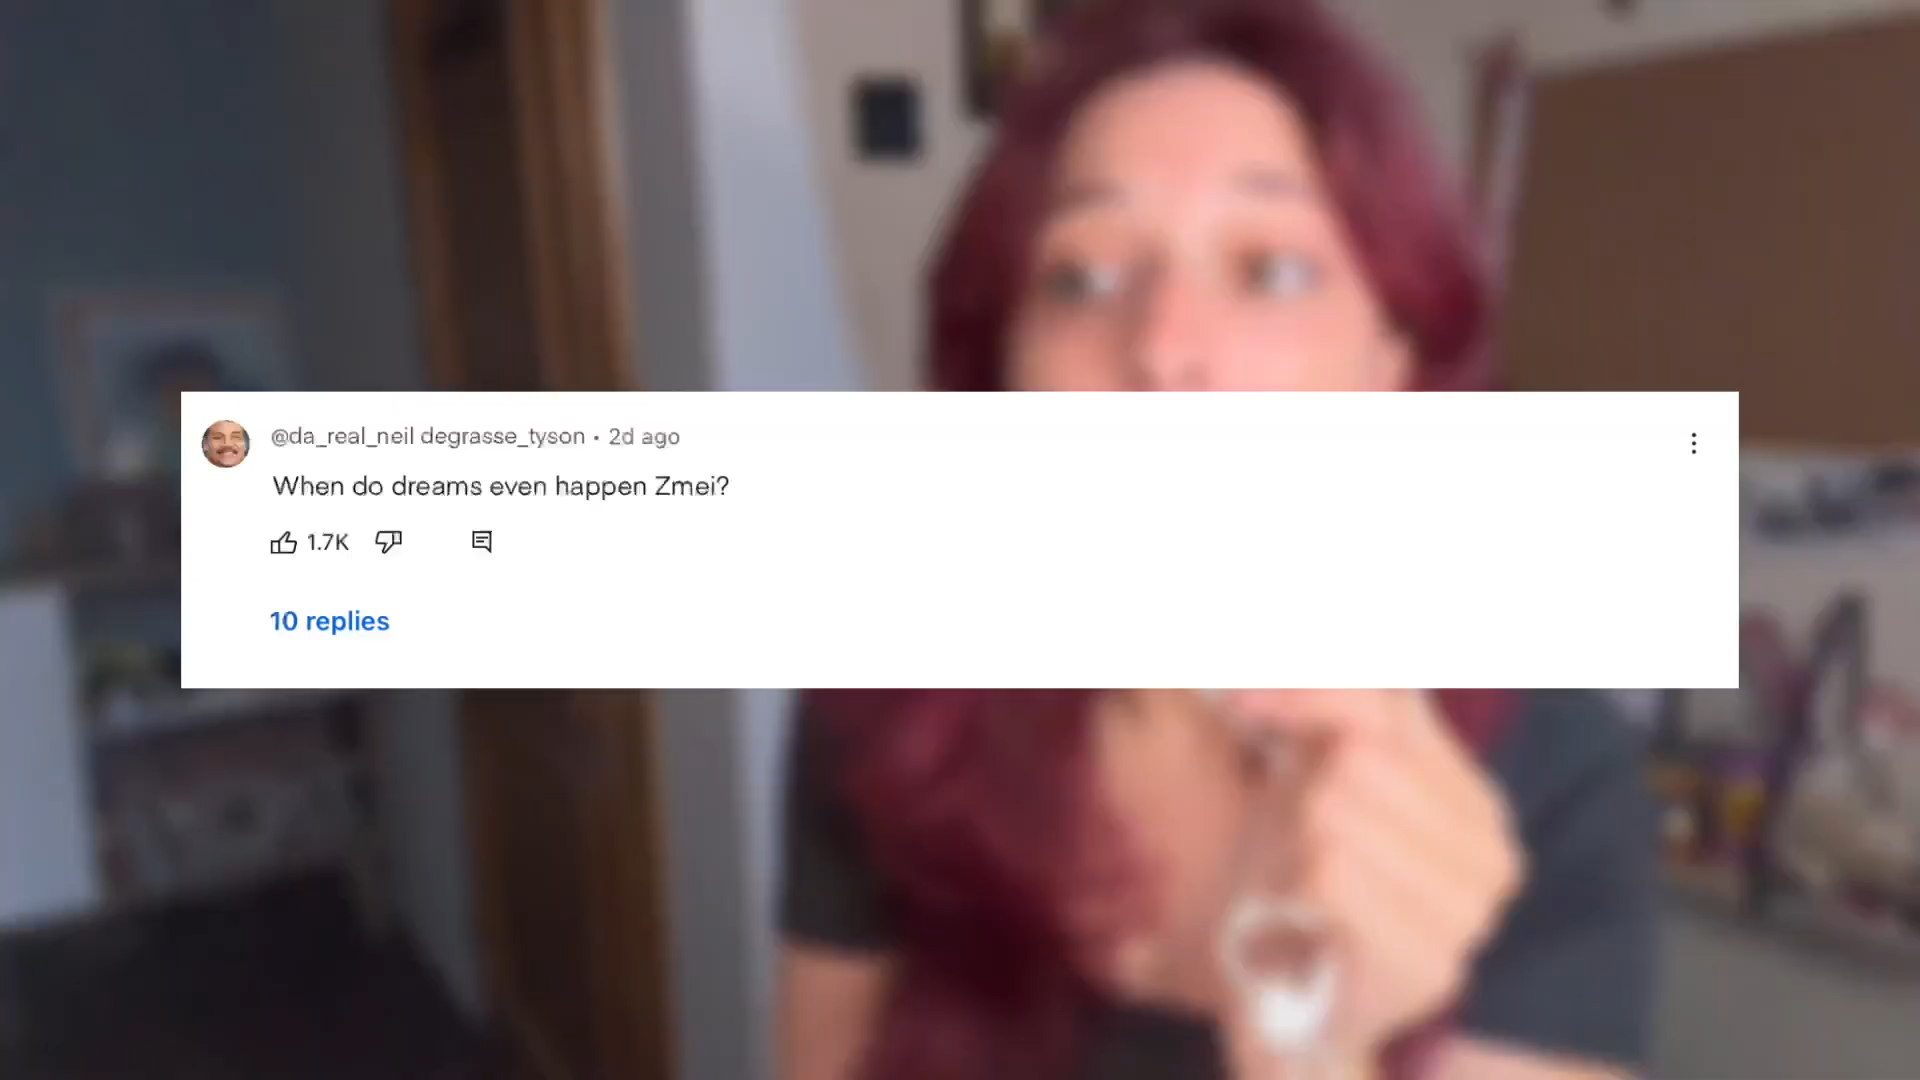 @da_real_neil degrasse_tyson • 2d ago
When do dreams even happen Zmei?
1.7K
10 replies